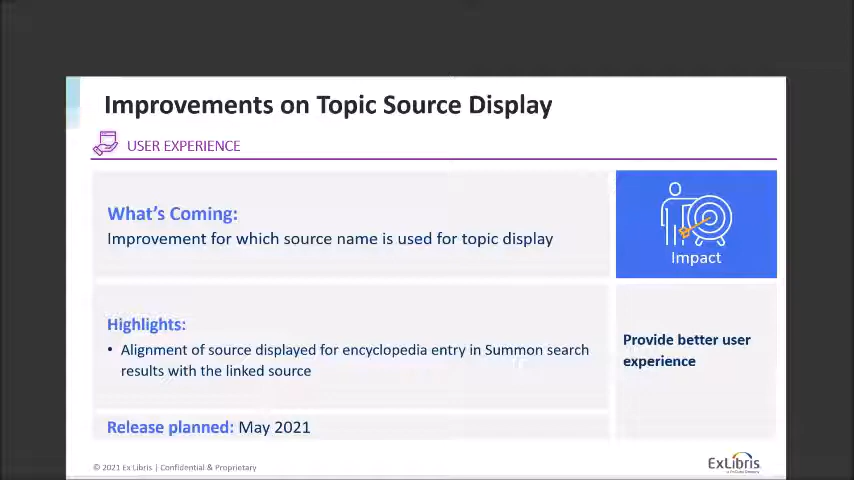 Improvements on Topic Source Display
USER EXPERIENCE
What's Coming:
Improvement for which source name is used for topic display
Impact
Highlights:
• Alignment of source displayed for encyclopedia entry in Summon search
results with the linked source
Provide better user
experience
Release planned: May 2021
© 2021 Ex Libris | Confidential & Proprietary
ExLibris